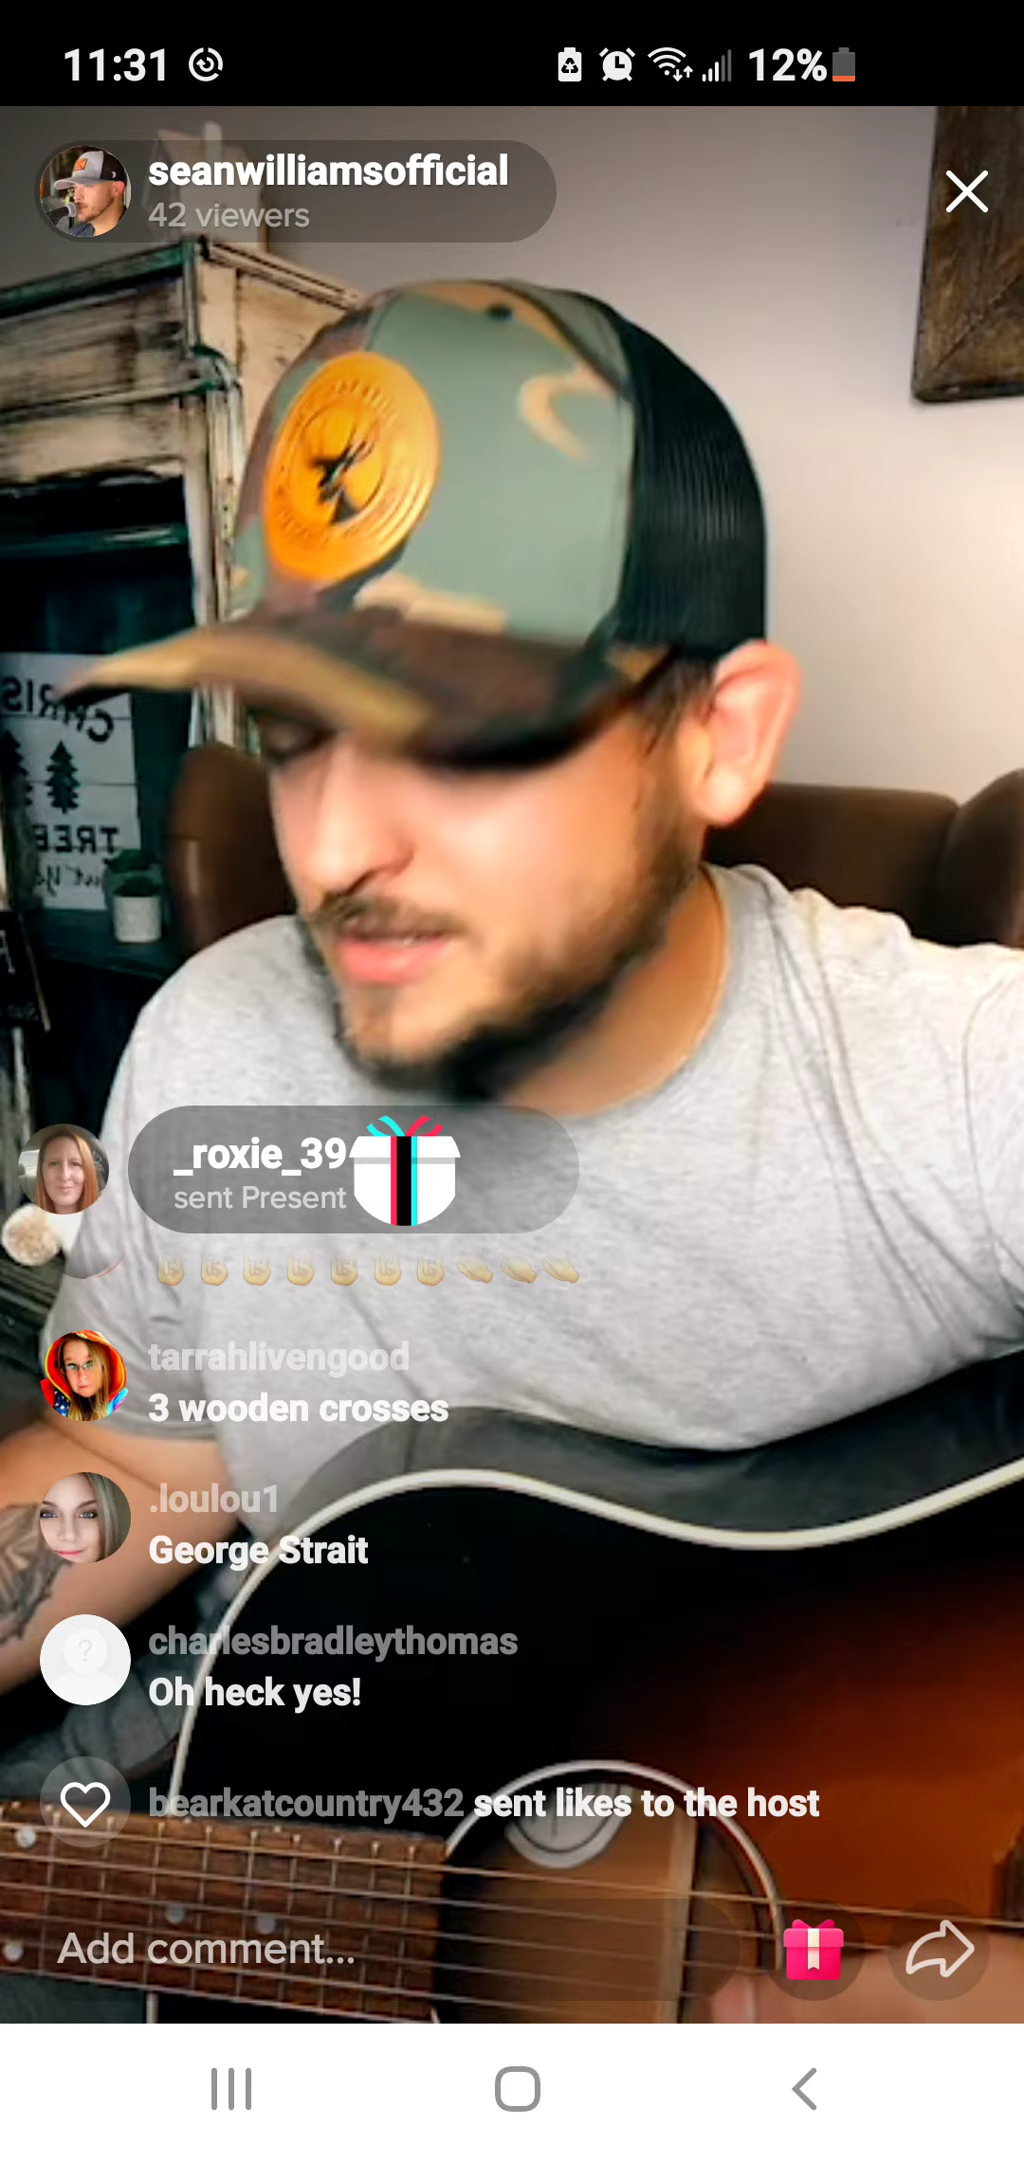 11:31
12%
seanwilliamsofficial
42 viewers
TREE
_roxie_39
sent Present
tarrahlivengood
3 wooden crosses
.loulou1
George Strait
charlesbradleythomas
Oh heck yes!
bearkatcountry432 sent likes to the host
Add comment...